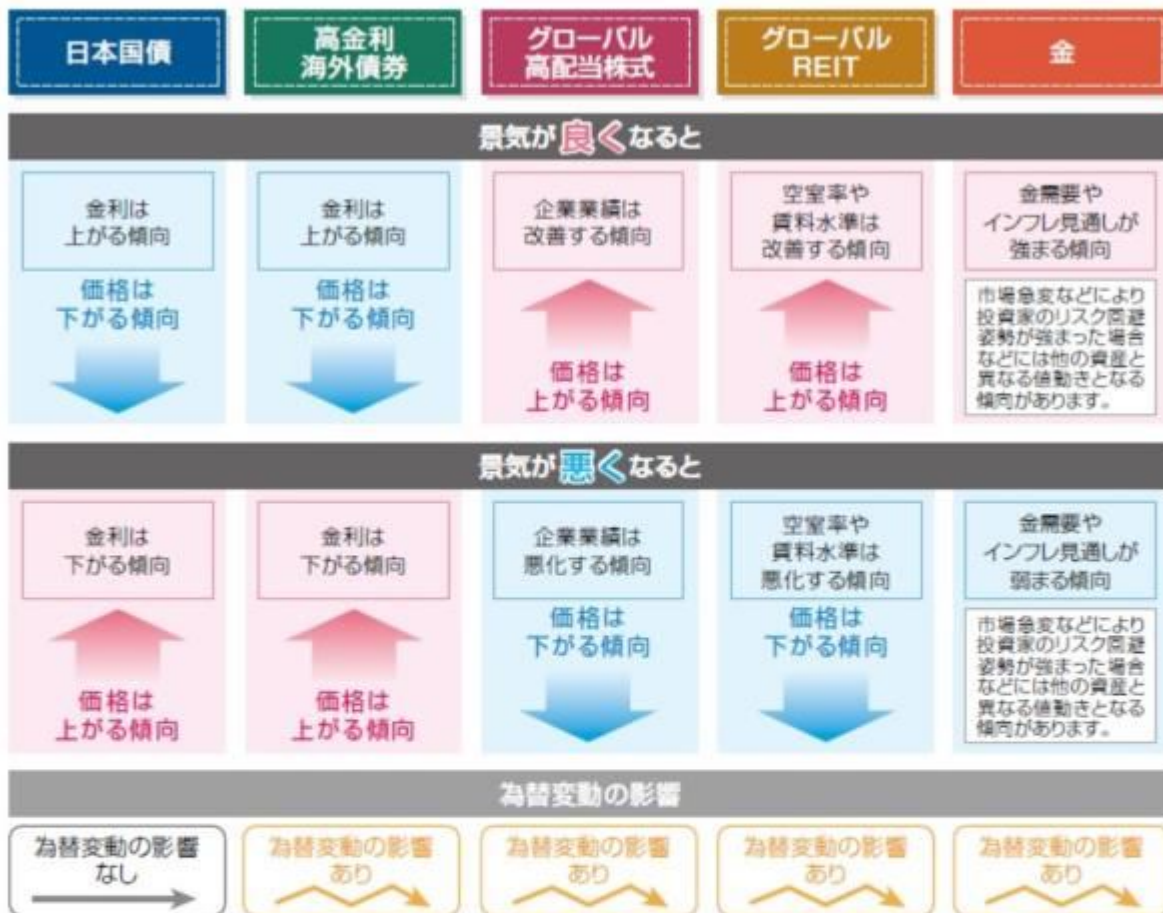 日本国債
高金利
海外債券
グローバル
高配当株式
グローバル
REIT
金
景気が良くなると
金利は
上がる傾向
価格は
下がる傾向
金利は
上がる傾向
価格は
下がる傾向
企業業績は
改善する傾向
価格は
上がる傾向
空室率や
賃料水準は
改善する傾向
価格は
上がる傾向
金需要や
インフレ見通しが
強まる傾向
市場急変などにより
投資家のリスク回避
姿勢が強まった場合
などには他の資産と
異なる値動きとなる
傾向があります。
景気が悪くなると
金利は
下がる傾向
価格は
上がる傾向
金利は
下がる傾向
価格は
上がる傾向
企業業績は
悪化する傾向
価格は
下がる傾向
空室率や
賃料水準は
悪化する傾向
価格は
下がる傾向
金需要や
インフレ見通しが
弱まる傾向
市場急変などにより
投資家のリスク回避
姿勢が強まった場合
などには他の資産と
異なる値動きとなる
傾向があります。
為替変動の影響
為替変動の影響
なし
為替変動の影響
あり
為替変動の影響
あり
為替変動の影響
あり
為替変動の影響
あり